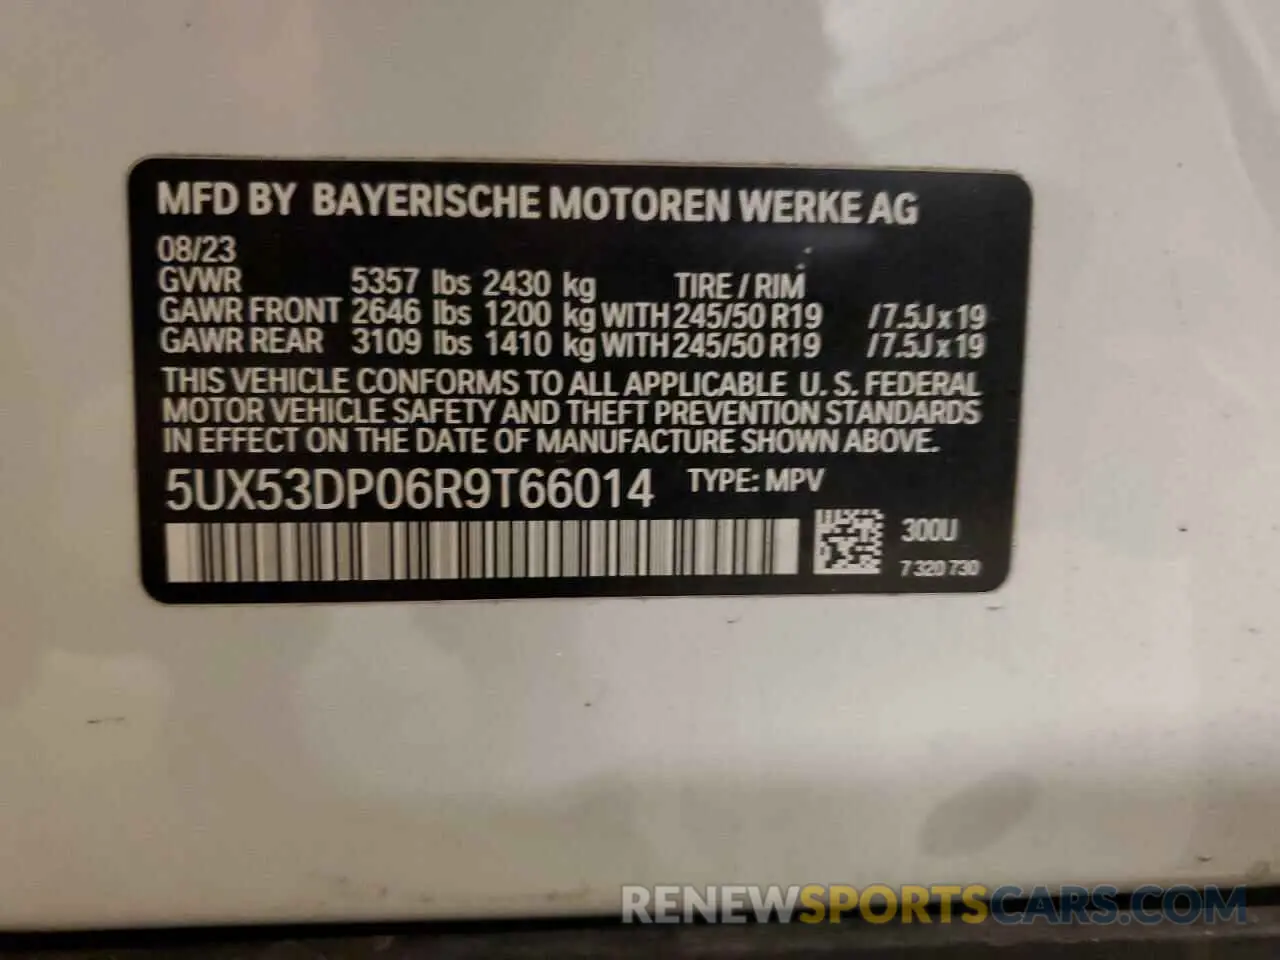 MFD BY BAYERISCHE MOTOREN WERKE AG
08/23
GVWR 5357 lbs 2430 kg TIRE / RIM
GAWR FRONT 2646 lbs 1200 kg WITH 245/50 R19 /7.5J x 19
GAWR REAR 3109 lbs 1410 kg WITH 245/50 R19 /7.5J x 19
THIS VEHICLE CONFORMS TO ALL APPLICABLE U. S. FEDERAL
MOTOR VEHICLE SAFETY AND THEFT PREVENTION STANDARDS
IN EFFECT ON THE DATE OF MANUFACTURE SHOWN ABOVE.
5UX53DP06R9T66014 TYPE: MPV
300U
7 320 730
RENEWSPORTSCARS.COM